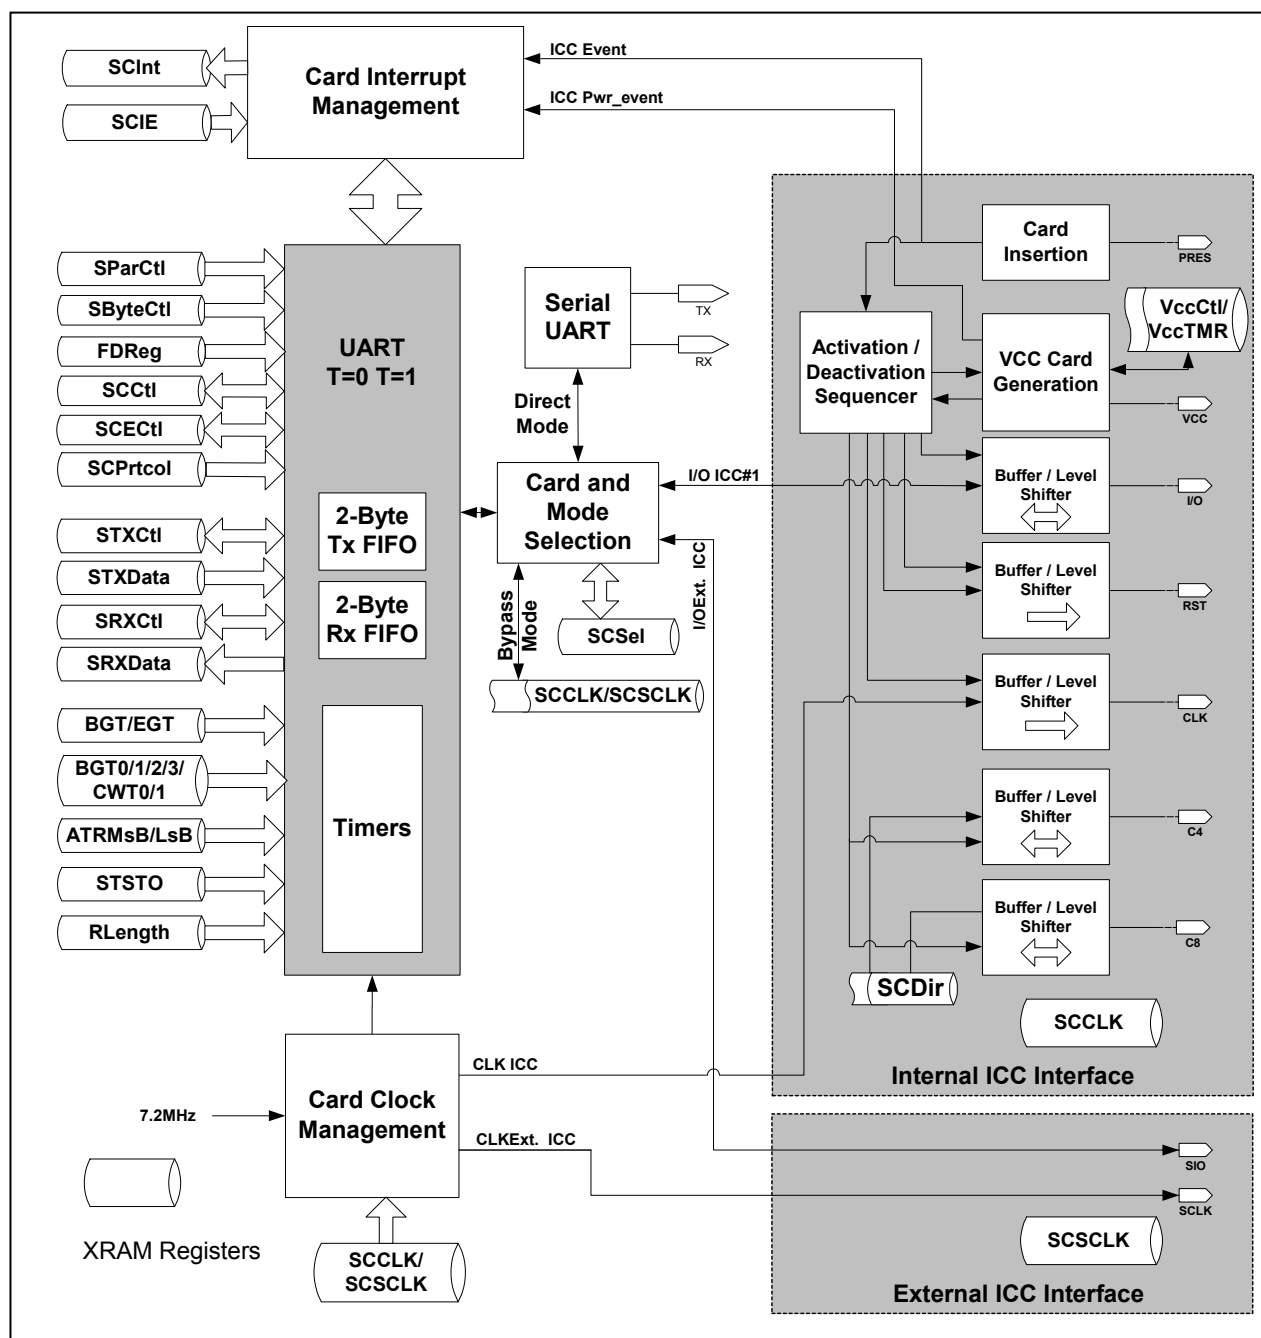 SCInt
SCIE
Card Interrupt
Management
ICC Event
ICC Pwr_event
SParCtl
SByteCtl
FDReg
SCCtl
SCECtl
SCPrtcol
STXCtl
STXData
SRXCtl
SRXData
BGT/EGT
BGT0/1/2/3/
CWT0/1
ATRMsB/LsB
STSTO
RLength
UART
T=0 T=1
2-Byte
Tx FIFO
2-Byte
Rx FIFO
Timers
Serial
UART
TX
RX
Direct
Mode
Card and
Mode
Selection
I/O ICC#1
I/OExt. ICC
Bypass
Mode
SCSel
SCCLK/SCSCLK
Card
Insertion
PRES
VccCtl/
VccTMR
Activation /
Deactivation
Sequencer
VCC Card
Generation
VCC
Buffer / Level
Shifter
I/O
Buffer / Level
Shifter
RST
Buffer / Level
Shifter
CLK
Buffer / Level
Shifter
C4
Buffer / Level
Shifter
C8
SCDir
SCCLK
Internal ICC Interface
7.2MHz
Card Clock
Management
CLK ICC
CLKExt. ICC
SCCLK/
SCSCLK
XRAM Registers
SIO
SCLK
SCSCLK
External ICC Interface